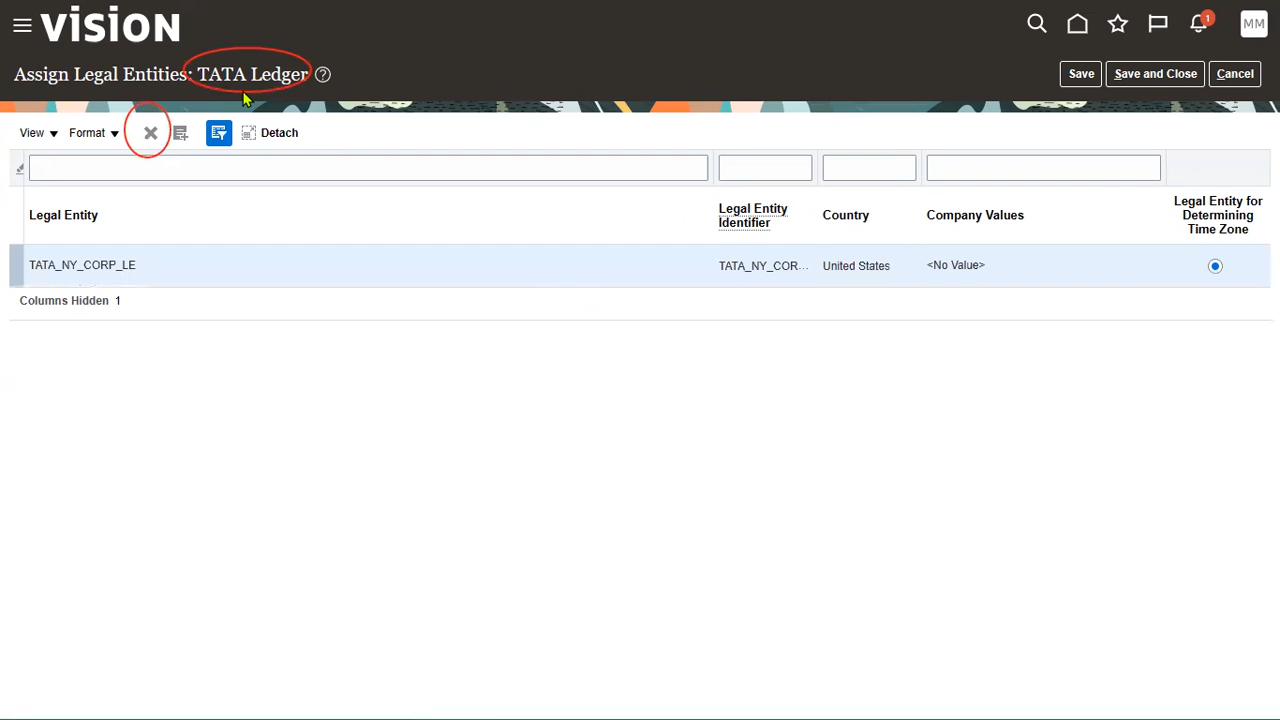 vision
1
MM
Assign Legal Entities: TATA Ledger ?
Save
Save and Close
Cancel
View
Format
Detach
Legal Entity
Legal Entity Identifier
Country
Company Values
Legal Entity for Determining Time Zone
TATA_NY_CORP_LE
TATA_NY_COR...
United States
<No Value>
Columns Hidden 1